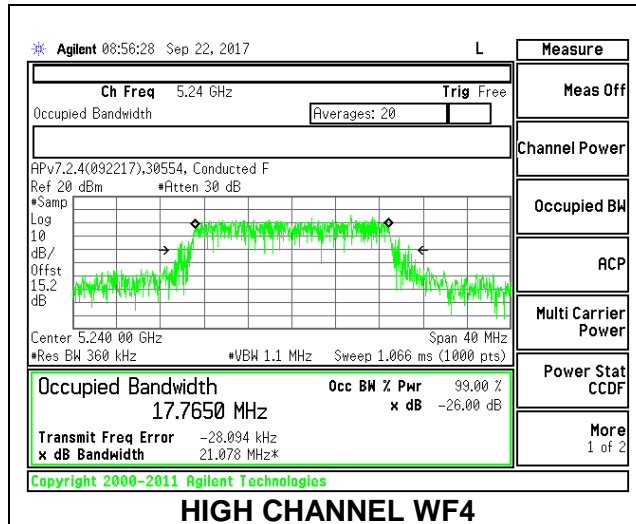 Agilent 08:56:28 Sep 22, 2017 L Measure
Ch Freq 5.24 GHz Trig Free
Meas Off
Occupied Bandwidth Averages: 20
Channel Power
APv7.2.4(092217),30554, Conducted F
Ref 20 dBm #Atten 30 dB
#Samp
Log
10
dB/
Offst
15.2
dB
Occupied BW
ACP
Multi Carrier
Power
Center 5.240 00 GHz Span 40 MHz
#Res BW 360 kHz #VBW 1.1 MHz Sweep 1.066 ms (1000 pts)
Power Stat
CCDF
Occupied Bandwidth Occ BW % Pwr 99.00 %
17.7650 MHz x dB -26.00 dB
Transmit Freq Error -28.094 kHz
x dB Bandwidth 21.078 MHz*
More
1 of 2
Copyright 2000-2011 Agilent Technologies
HIGH CHANNEL WF4